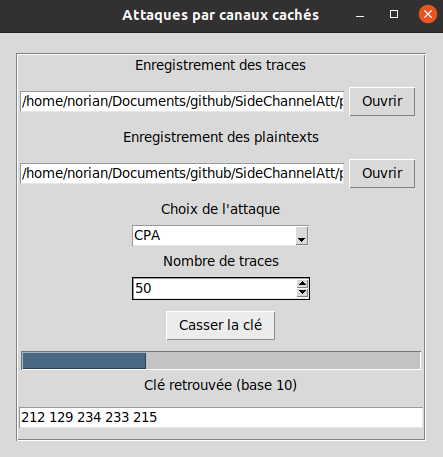 Attaques par canaux cachés
Enregistrement des traces
/home/norian/Documents/github/SideChannelAtt/p
Ouvrir
Enregistrement des plaintexts
/home/norian/Documents/github/SideChannelAtt/p
Ouvrir
Choix de l'attaque
CPA
Nombre de traces
50
Casser la clé
Clé retrouvée (base 10)
212 129 234 233 215